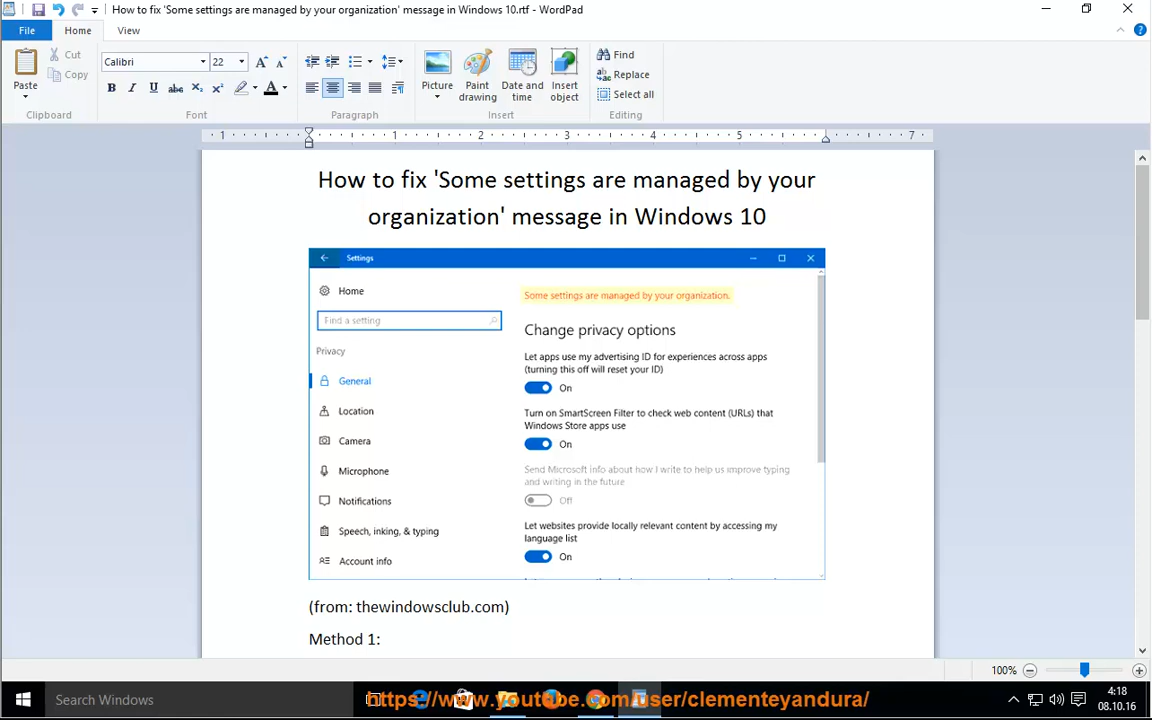 How to fix 'Some settings are managed by your organization' message in Windows 10.rtf - WordPad
File
Home
View
Paste
Cut
Copy
Clipboard
Calibri
22
Font
Paragraph
Picture
Paint drawing
Date and time
Insert object
Insert
Find
Replace
Select all
Editing
1 1 2 3 4 5 7
How to fix 'Some settings are managed by your
organization' message in Windows 10
Settings
Home
Find a setting
Privacy
General
Location
Camera
Microphone
Notifications
Speech, inking, & typing
Account info
Some settings are managed by your organization.
Change privacy options
Let apps use my advertising ID for experiences across apps
(turning this off will reset your ID)
On
Turn on SmartScreen Filter to check web content (URLs) that
Windows Store apps use
On
Send Microsoft info about how I write to help us improve typing
and writing in the future
Off
Let websites provide locally relevant content by accessing my
language list
On
(from: thewindowsclub.com)
Method 1:
100%
Search Windows
https://www.youtube.com/user/clementeyandura/
4:18
08.10.16